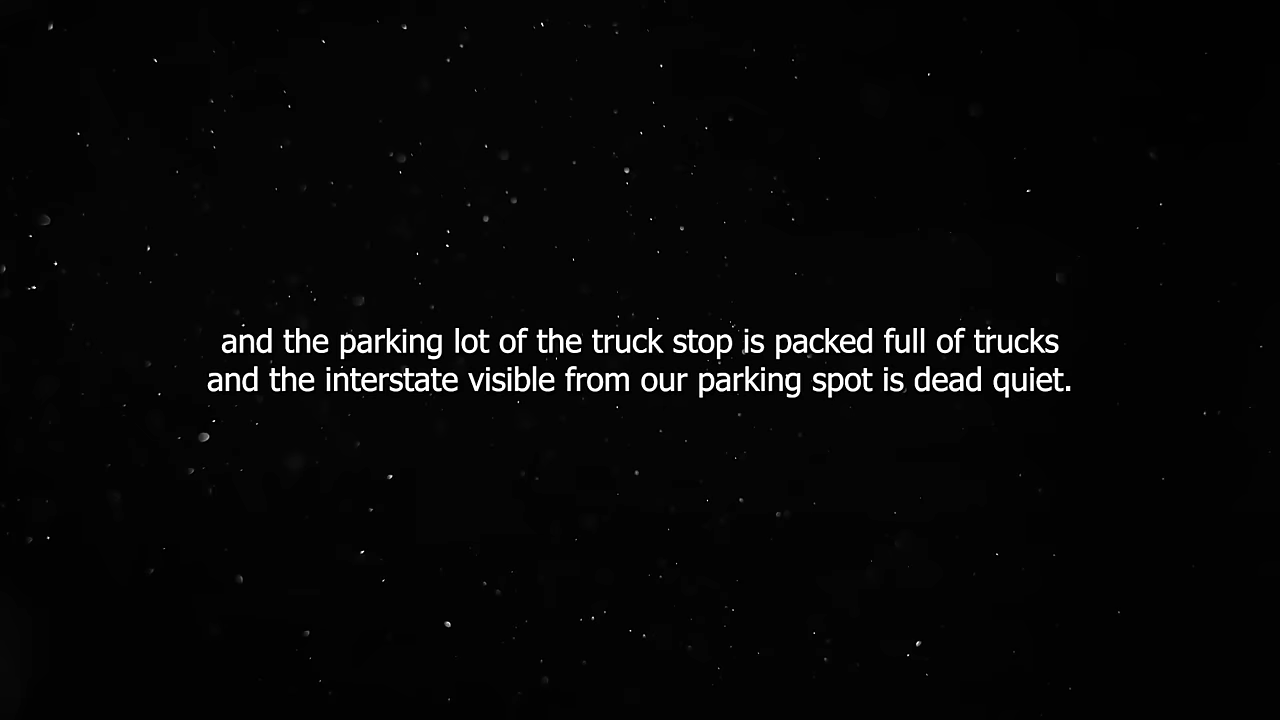 and the parking lot of the truck stop is packed full of trucks
and the interstate visible from our parking spot is dead quiet.